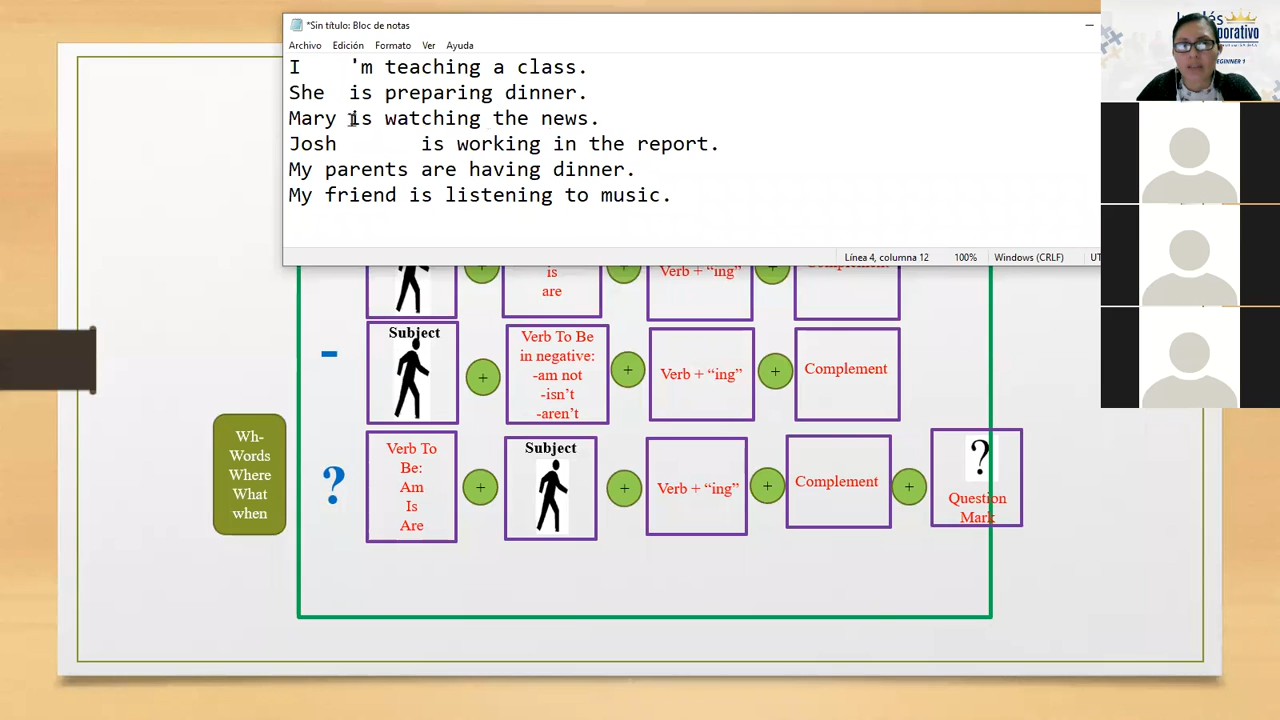 *Sin título: Bloc de notas
Archivo Edición Formato Ver Ayuda
I 'm teaching a class.
She is preparing dinner.
Mary is watching the news.
Josh is working in the report.
My parents are having dinner.
My friend is listening to music.
Línea 4, columna 12 100% Windows (CRLF)
is
are
Verb + “ing”
+
-
Subject
+
Verb To Be
in negative:
-am not
-isn’t
-aren’t
+
Verb + “ing”
+
Complement
Wh-
Words
Where
What
when
?
Verb To
Be:
Am
Is
Are
+
Subject
+
Verb + “ing”
+
Complement
+
?
Question
Mark